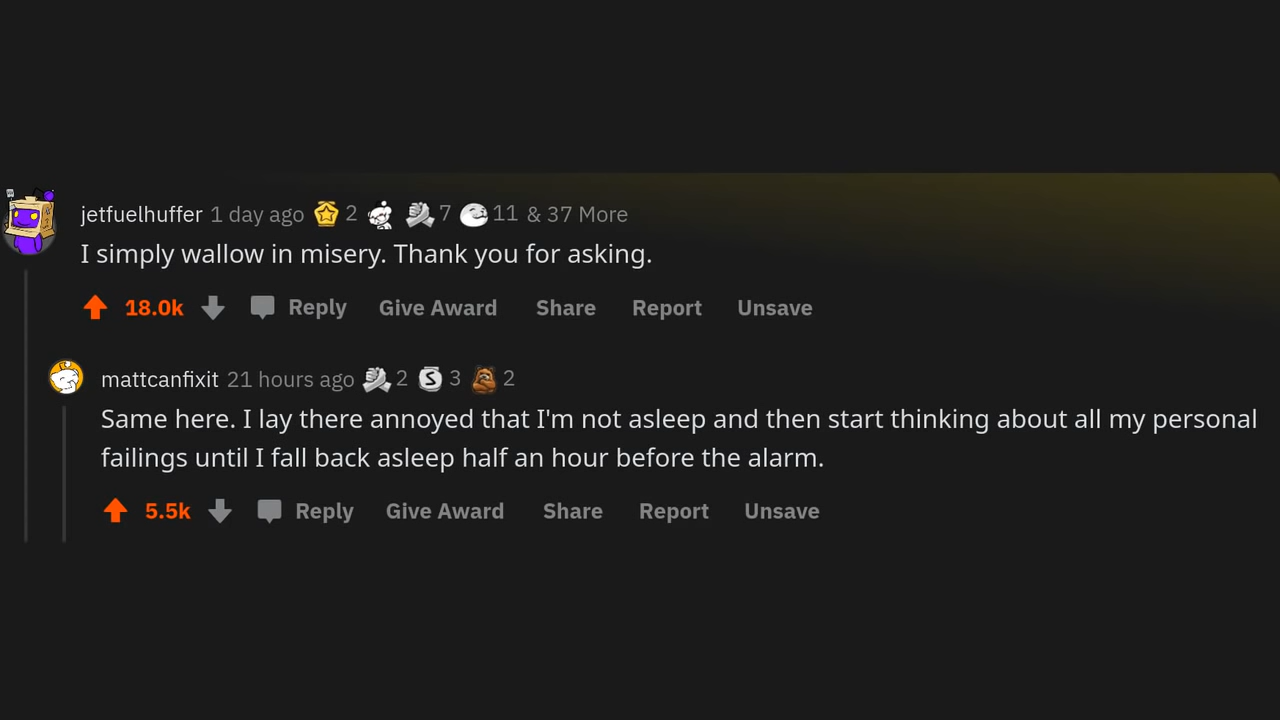 jetfuelhuffer 1 day ago 2 7 11 & 37 More
I simply wallow in misery. Thank you for asking.
18.0k Reply Give Award Share Report Unsave
mattcanfixit 21 hours ago 2 S 3 2
Same here. I lay there annoyed that I'm not asleep and then start thinking about all my personal
failings until I fall back asleep half an hour before the alarm.
5.5k Reply Give Award Share Report Unsave